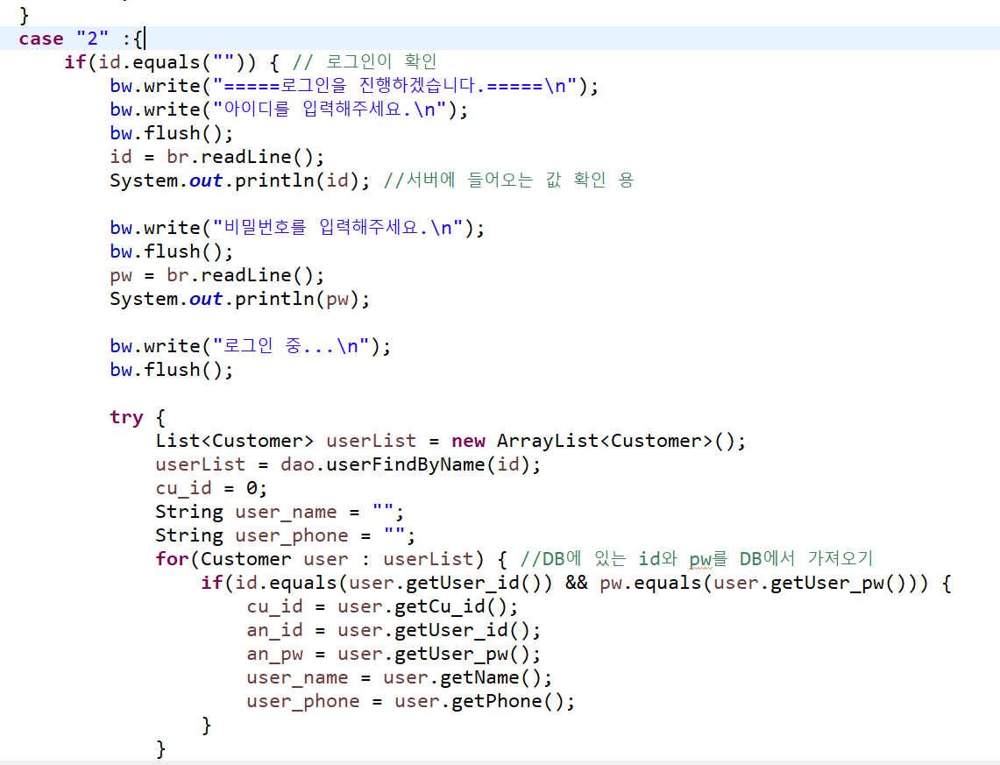 }
case "2" :{
if(id.equals("")) { // 로그인이 확인
bw.write("=====로그인을 진행하겠습니다.=====\n");
bw.write("아이디를 입력해주세요.\n");
bw.flush();
id = br.readLine();
System.out.println(id); //서버에 들어오는 값 확인 용
bw.write("비밀번호를 입력해주세요.\n");
bw.flush();
pw = br.readLine();
System.out.println(pw);
bw.write("로그인 중...\n");
bw.flush();
try {
List<Customer> userList = new ArrayList<Customer>();
userList = dao.userFindByName(id);
cu_id = 0;
String user_name = "";
String user_phone = "";
for(Customer user : userList) { //DB에 있는 id와 pw를 DB에서 가져오기
if(id.equals(user.getUser_id()) && pw.equals(user.getUser_pw())) {
cu_id = user.getCu_id();
an_id = user.getUser_id();
an_pw = user.getUser_pw();
user_name = user.getName();
user_phone = user.getPhone();
}
}